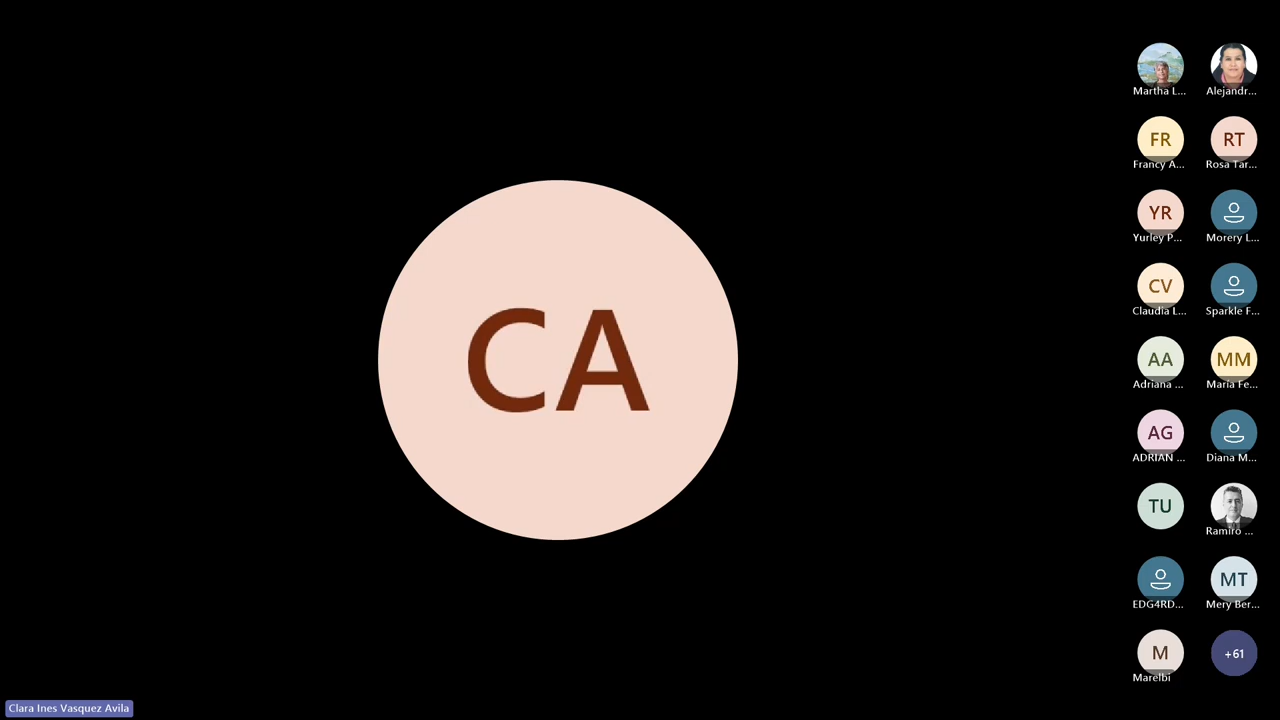 CA
Clara Ines Vasquez Avila
Martha L...
Alejandr...
FR
Francy A...
RT
Rosa Tar...
YR
Yurley P...
Morery L...
CV
Claudia L...
Sparkle F...
AA
Adriana ...
MM
Maria Fe...
AG
ADRIAN ...
Diana M...
TU
Ramiro ...
EDG4RD...
MT
Mery Ber...
M
Marelbi
+61